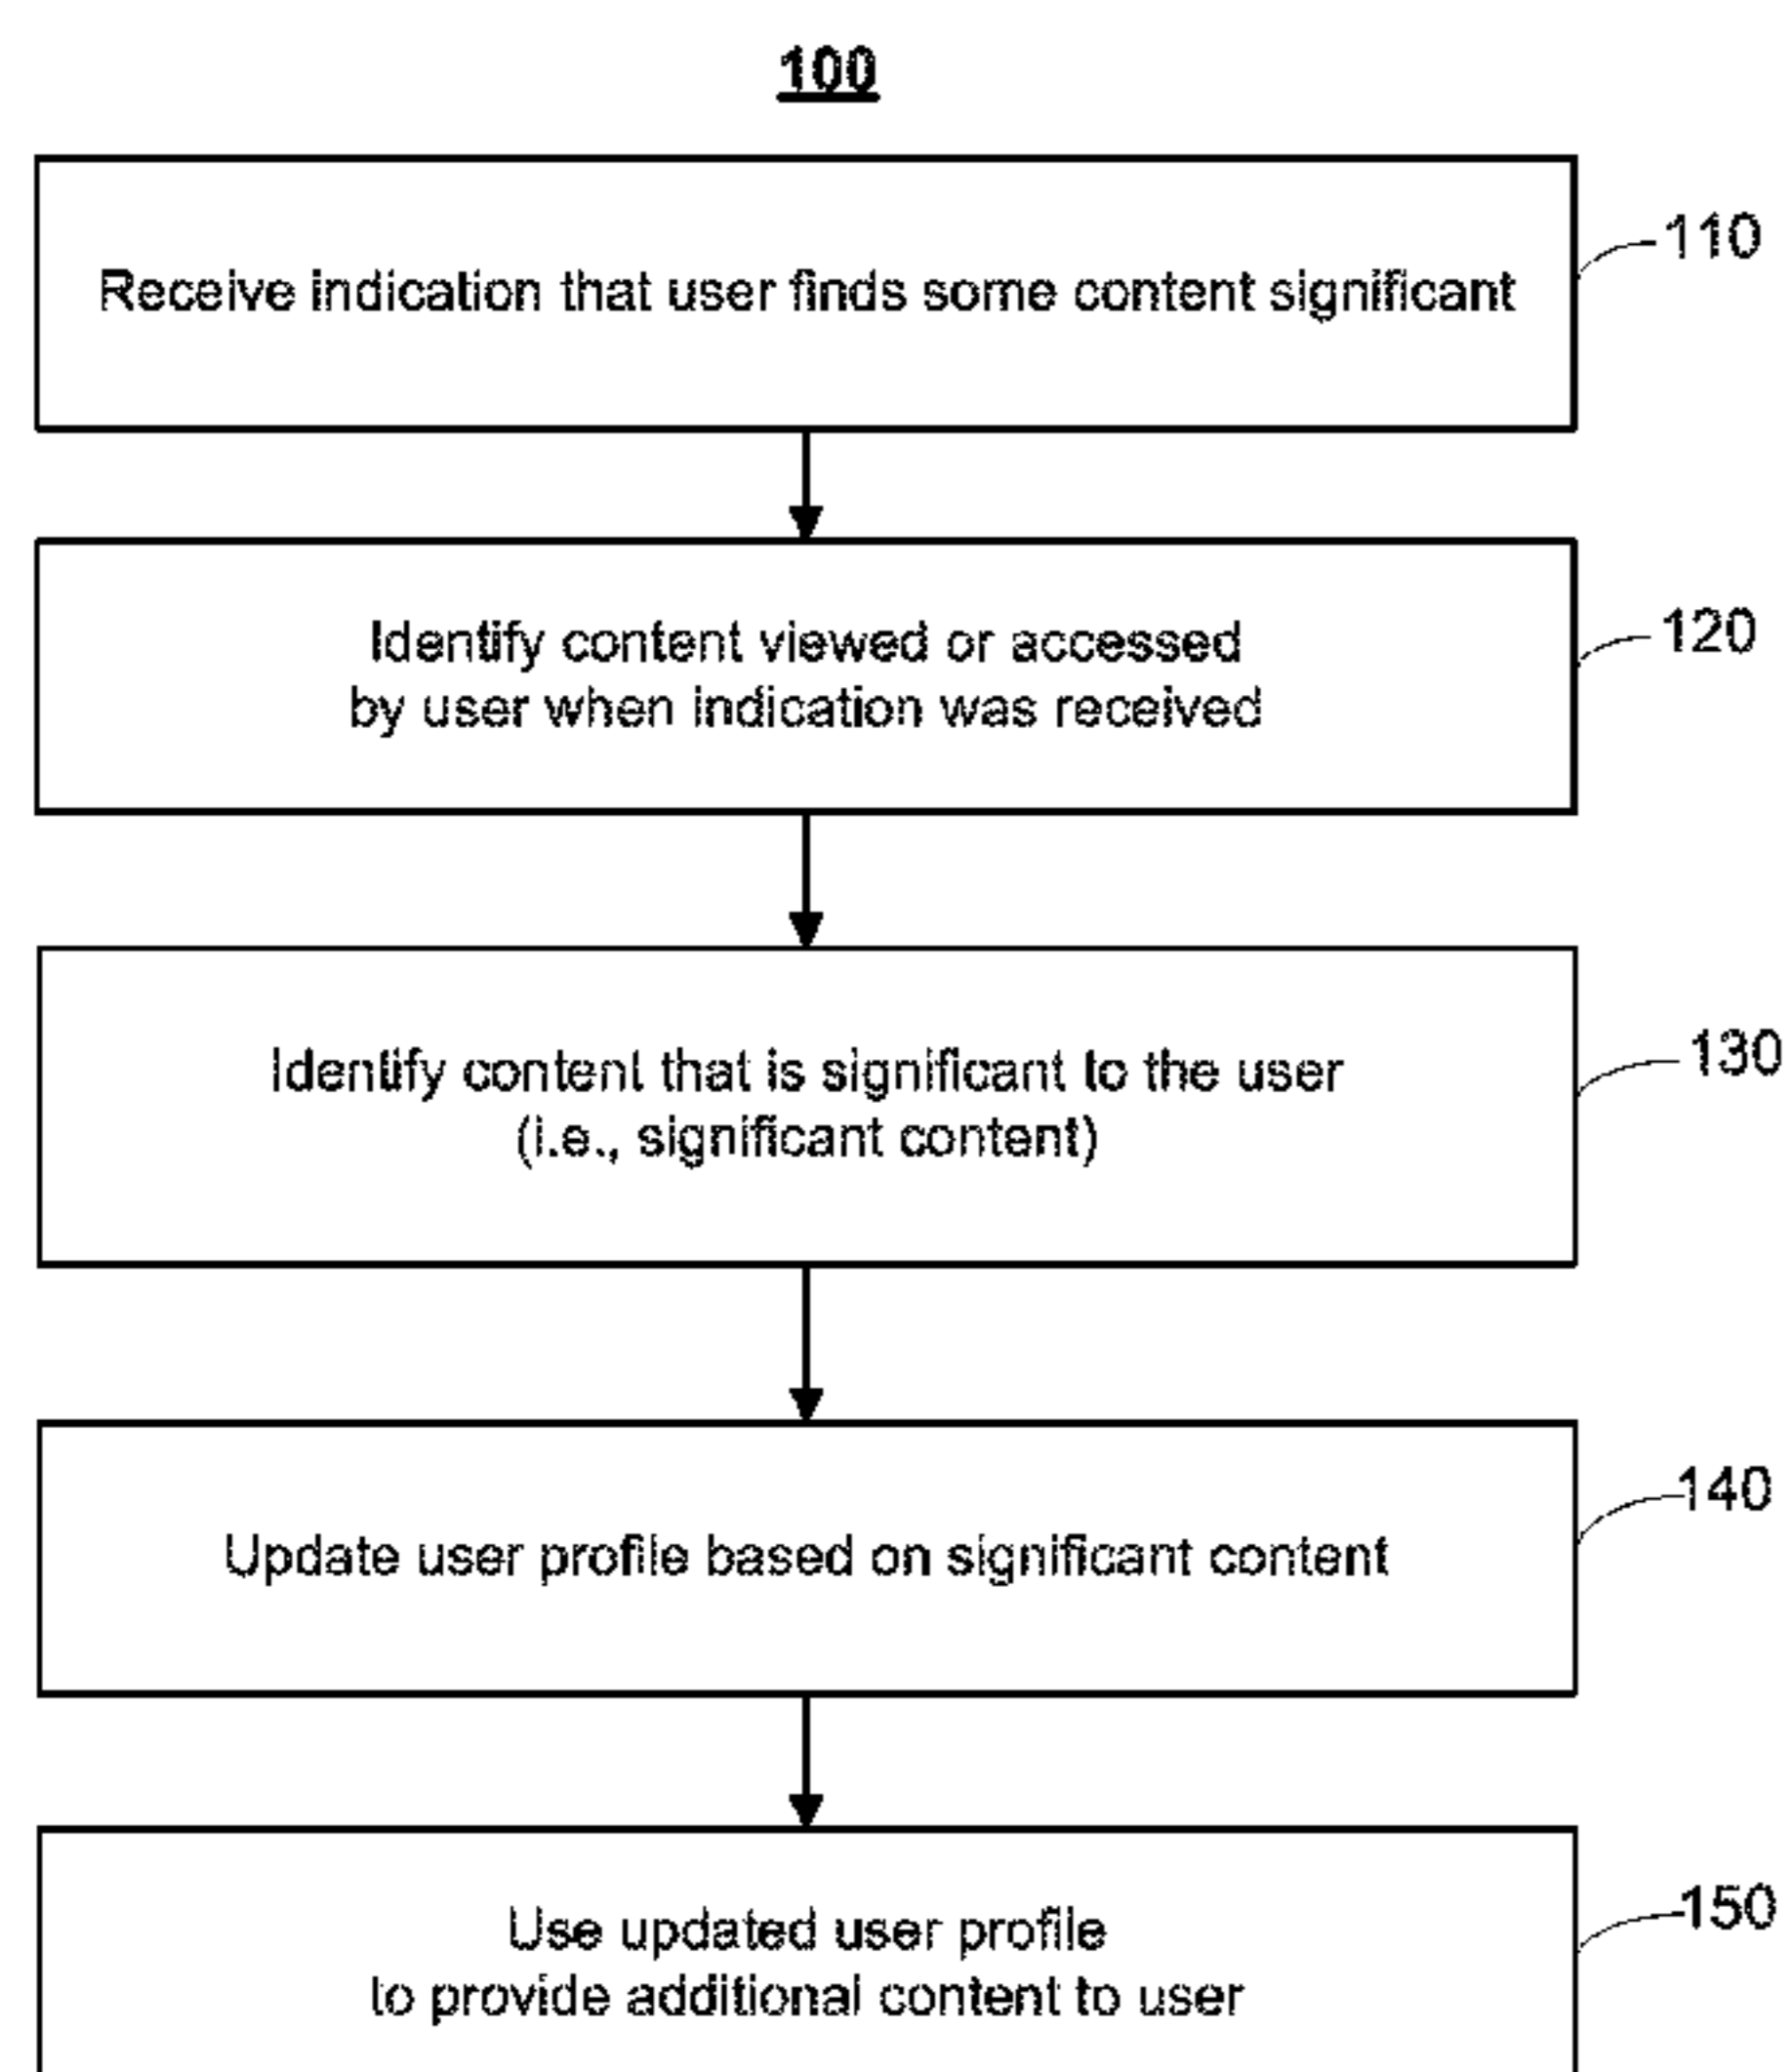 100
Receive indication that user finds some content significant
110
Identify content viewed or accessed
by user when indication was received
120
Identify content that is significant to the user
(i.e., significant content)
130
Update user profile based on significant content
140
Use updated user profile
to provide additional content to user
150